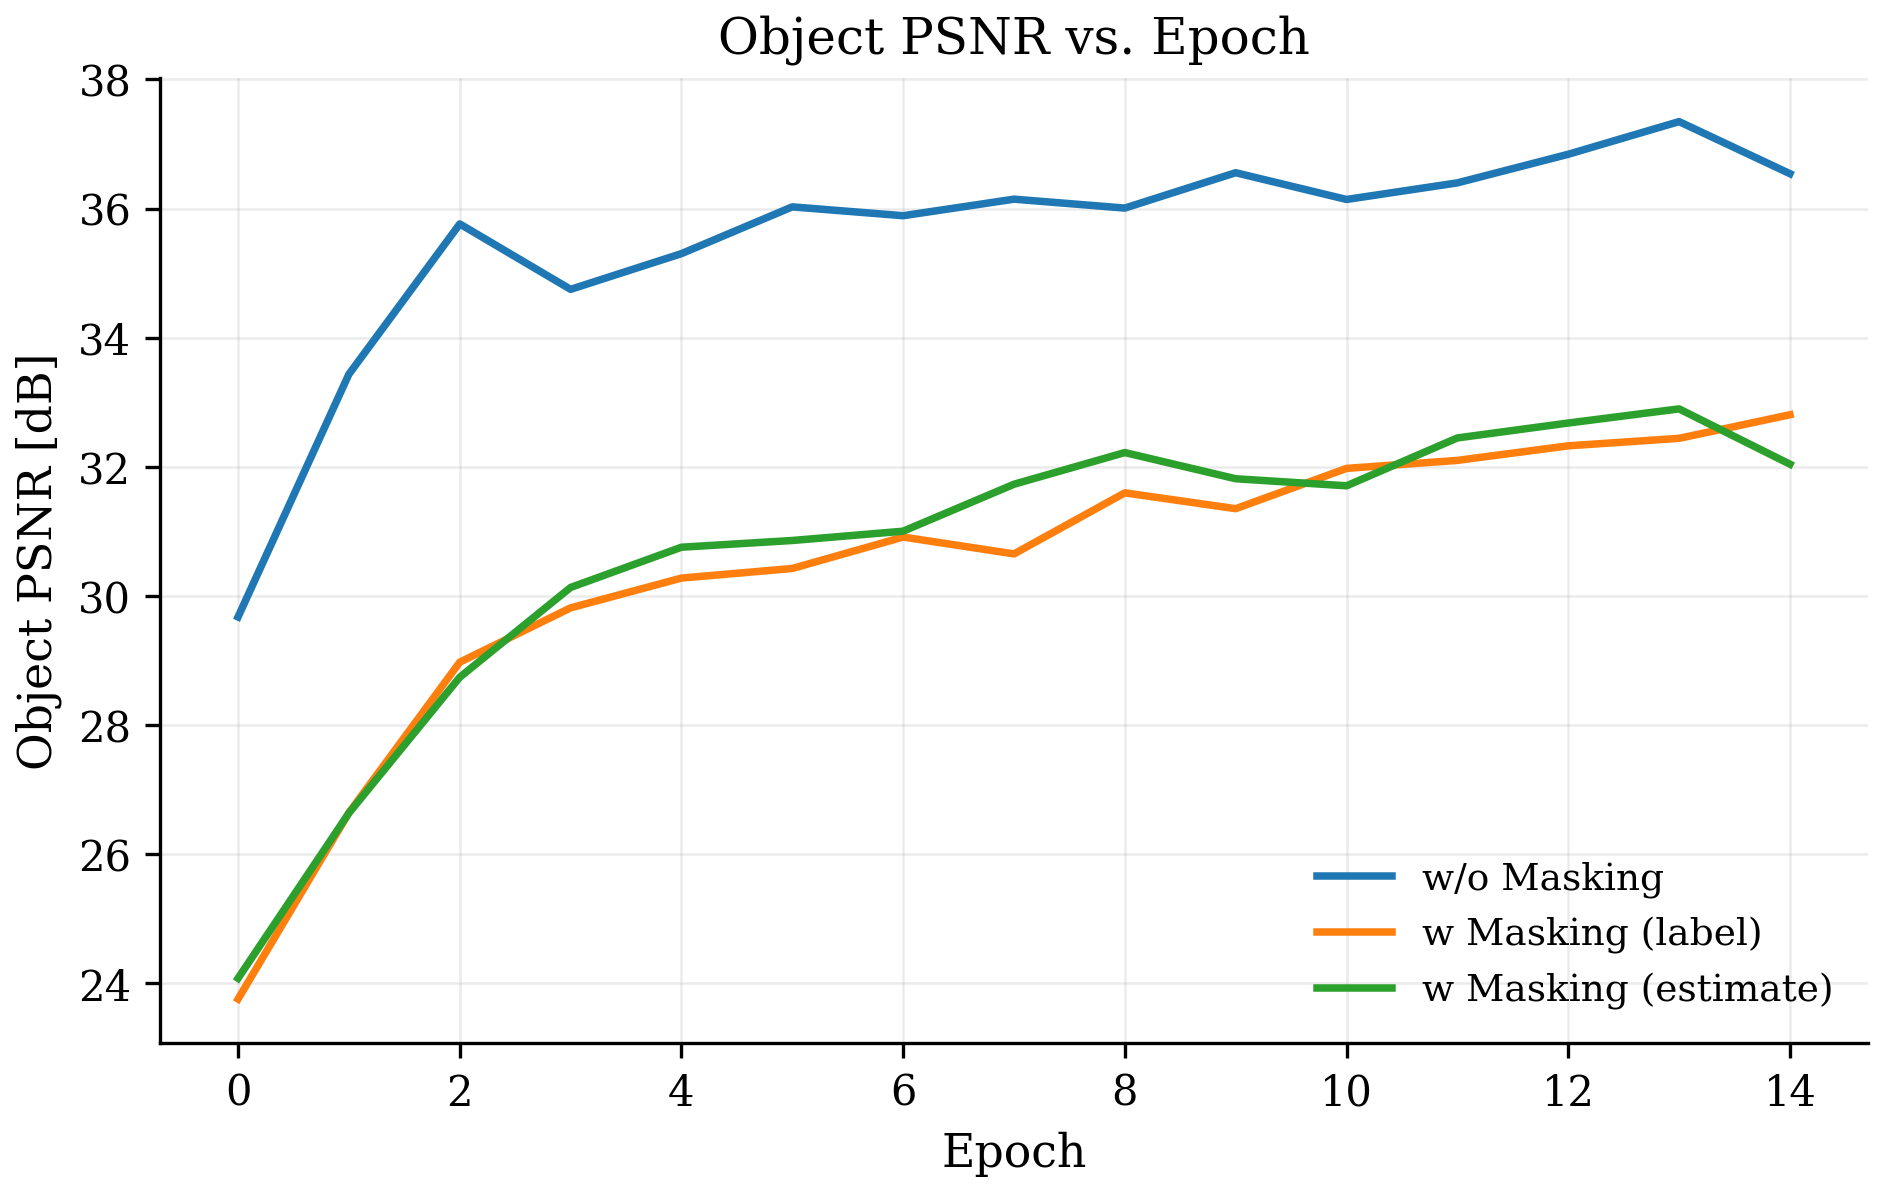 Object PSNR vs. Epoch
Object PSNR [dB]
38
36
34
32
30
28
26
24
w/o Masking
w Masking (label)
w Masking (estimate)
0 2 4 6 8 10 12 14
Epoch